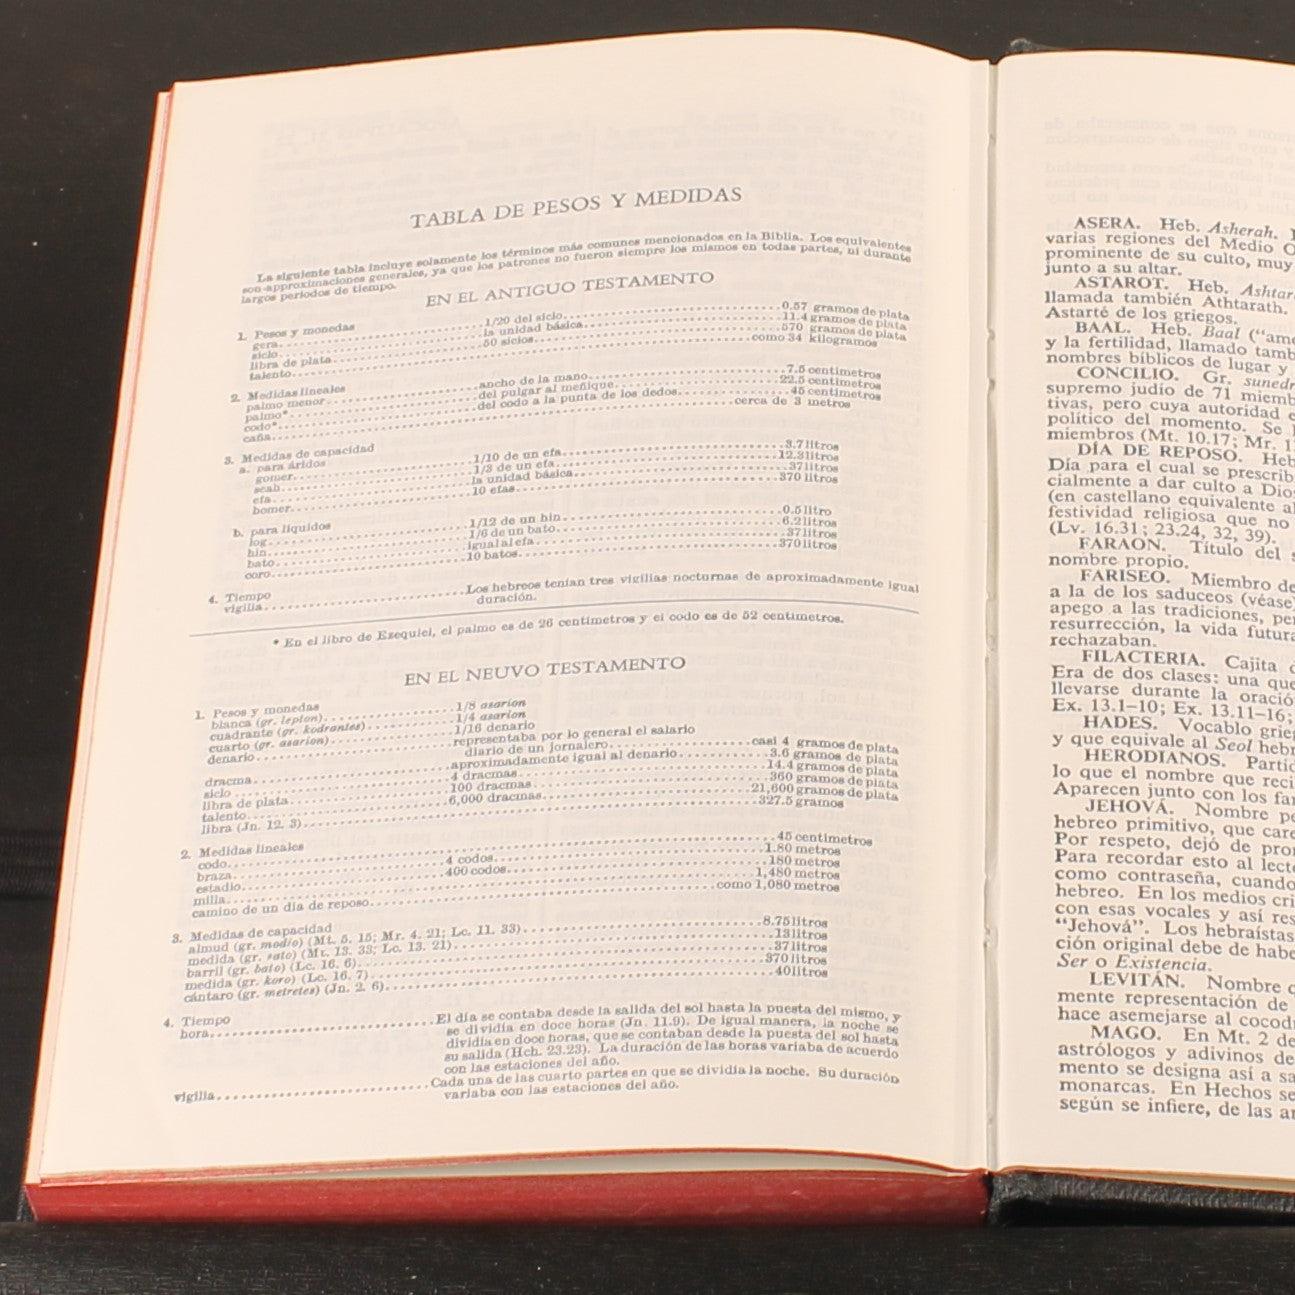 TABLA DE PESOS Y MEDIDAS
La siguiente tabla incluye solamente los términos más comunes mencionados en la Biblia. Los equivalentes
son approximaciones generales, ya que los patrones no fueron siempre los mismos en todas partes, ni durante
largos periodos de tiempo.
EN EL ANTIGUO TESTAMENTO
1. Pesos y monedas
gera 1/20 del siclo 0.57 gramos de plata
siclo la unidad básica 11.4 gramos de plata
libra de plata 50 siclos 570 gramos de plata
talento como 34 kilogramos
2. Medidas lineales
palmo menor ancho de la mano 7.5 centimetros
palmo* del pulgar al meñique 22.5 centimetros
codo* del codo a la punta de los dedos 45 centimetros
caña cerca de 3 metros
3. Medidas de capacidad
a. para áridos
gomer 1/10 de un efa 3.7 litros
seah 1/3 de un efa 12.3 litros
efa la unidad básica 37 litros
homer 10 efas 370 litros
b. para liquidos
log 1/12 de un hin 0.5 litro
hin 1/6 de un bato 6.2 litros
bato igual al efa 37 litros
coro 10 batos 370 litros
4. Tiempo
vigilia Los hebreos tenían tres vigilias nocturnas de aproximadamente igual
duración.
* En el libro de Ezequiel, el palmo es de 26 centimetros y el codo es de 52 centimetros.
EN EL NEUVO TESTAMENTO
1. Pesos y monedas
blanca (gr. lepton) 1/8 asarion
cuadrante (gr. kodrantes) 1/4 asarion
cuarto (gr. asarion) 1/16 denario
denario representaba por lo general el salario
diario de un jornalero casi 4 gramos de plata
dracma aproximadamente igual al denario 3.6 gramos de plata
siclo 4 dracmas 14.4 gramos de plata
libra de plata 100 dracmas 360 gramos de plata
talento 6,000 dracmas 21,600 gramos de plata
libra (Jn. 12. 3) 327.5 gramos
2. Medidas lineales
codo 45 centimetros
braza 4 codos 1.80 metros
estadio 400 codos 180 metros
milla 1,480 metros
camino de un dia de reposo como 1,080 metros
3. Medidas de capacidad
almud (gr. modio) (Mt. 5. 15; Mr. 4. 21; Lc. 11. 33) 8.75 litros
medida (gr. sato) (Mt. 13. 33; Lc. 13. 21) 13 litros
barril (gr. bato) (Lc. 16. 6) 37 litros
medida (gr. koro) (Lc. 16. 7) 370 litros
cántaro (gr. metretes) (Jn. 2. 6) 40 litros
4. Tiempo
hora El día se contaba desde la salida del sol hasta la puesta del mismo, y
se dividia en doce horas (Jn. 11.9). De igual manera, la noche se
dividía en doce horas, que se contaban desde la puesta del sol hasta
su salida (Hch. 23.23). La duración de las horas variaba de acuerdo
con las estaciones del año.
vigilia Cada una de las cuarto partes en que se dividia la noche. Su duración
variaba con las estaciones del año.
ASERA. Heb. Asherah.
varias regiones del Medio O
prominente de su culto, muy
junto a su altar.
ASTAROT. Heb. Ashtar
llamada también Athtarath.
Astarté de los griegos.
BAAL. Heb. Baal ("amo
y la fertilidad, llamado tamb
nombres bíblicos de lugar y
CONCILIO. Gr. sunedr
supremo judío de 71 miemb
tivas, pero cuya autoridad
político del momento. Se
miembros (Mt. 10.17; Mr. 1
DÍA DE REPOSO. Heb
Día para el cual se prescrib
cialmente a dar culto a Dios
(en castellano equivalente al
festividad religiosa que no
(Lv. 16.31; 23.24, 32, 39).
FARAON. Título del
nombre propio.
FARISEO. Miembro de
a la de los saduceos (véase)
apego a las tradiciones, pe
resurrección, la vida futura
rechazaban.
FILACTERIA. Cajita
Era de dos clases: una que
llevarse durante la oració
Ex. 13.1-10; Ex. 13.11-16;
HADES. Vocablo grieg
y que equivale al Seol hebr
HERODIANOS. Partid
lo que el nombre que reci
Aparecen junto con los far
JEHOVÁ. Nombre pe
hebreo primitivo, que care
Por respeto, dejó de pro
Para recordar esto al lecto
como contraseña, cuando
hebreo. En los medios cri
con esas vocales y así res
"Jehová". Los hebraístas
ción original debe de habe
Ser o Existencia.
LEVITÁN. Nombre
mente representación de
hace asemejarse al cocod
MAGO. En Mt. 2 de
astrólogos y adivinos de
mento se designa así a sa
monarcas. En Hechos se
según se infiere, de las ar